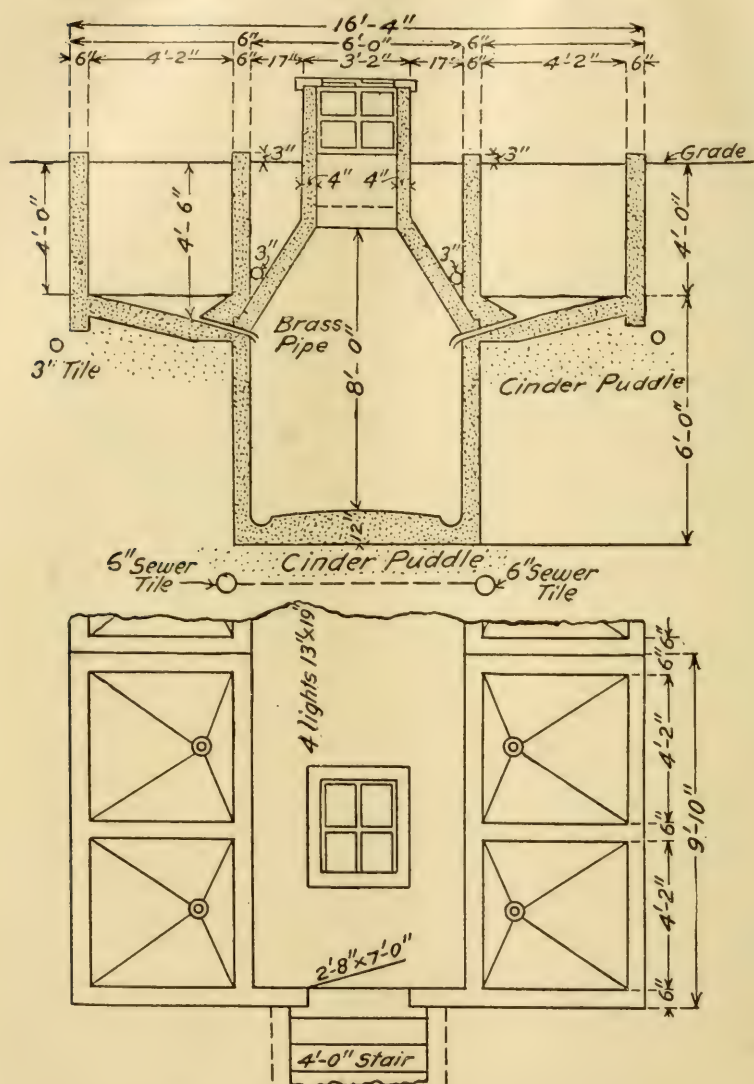 16'-4"
6" 6'-0" 6"
6" 4'-2" 6" 17" 3'-2" 17" 6" 4'-2" 6"
3" 3" Grade
4'-0" 4'-6" 4" 4" 4'-0"
3" 3"
Brass
Pipe
8'-0"
3" Tile
Cinder Puddle
6'-0"
12"
6" Sewer
Tile
Cinder Puddle
6" Sewer
Tile
4 lights 13"x19"
6"
6"
4'-2"
6"
9'-10"
4'-2"
6"
2'-8"x7'-0"
4'-0" Stair